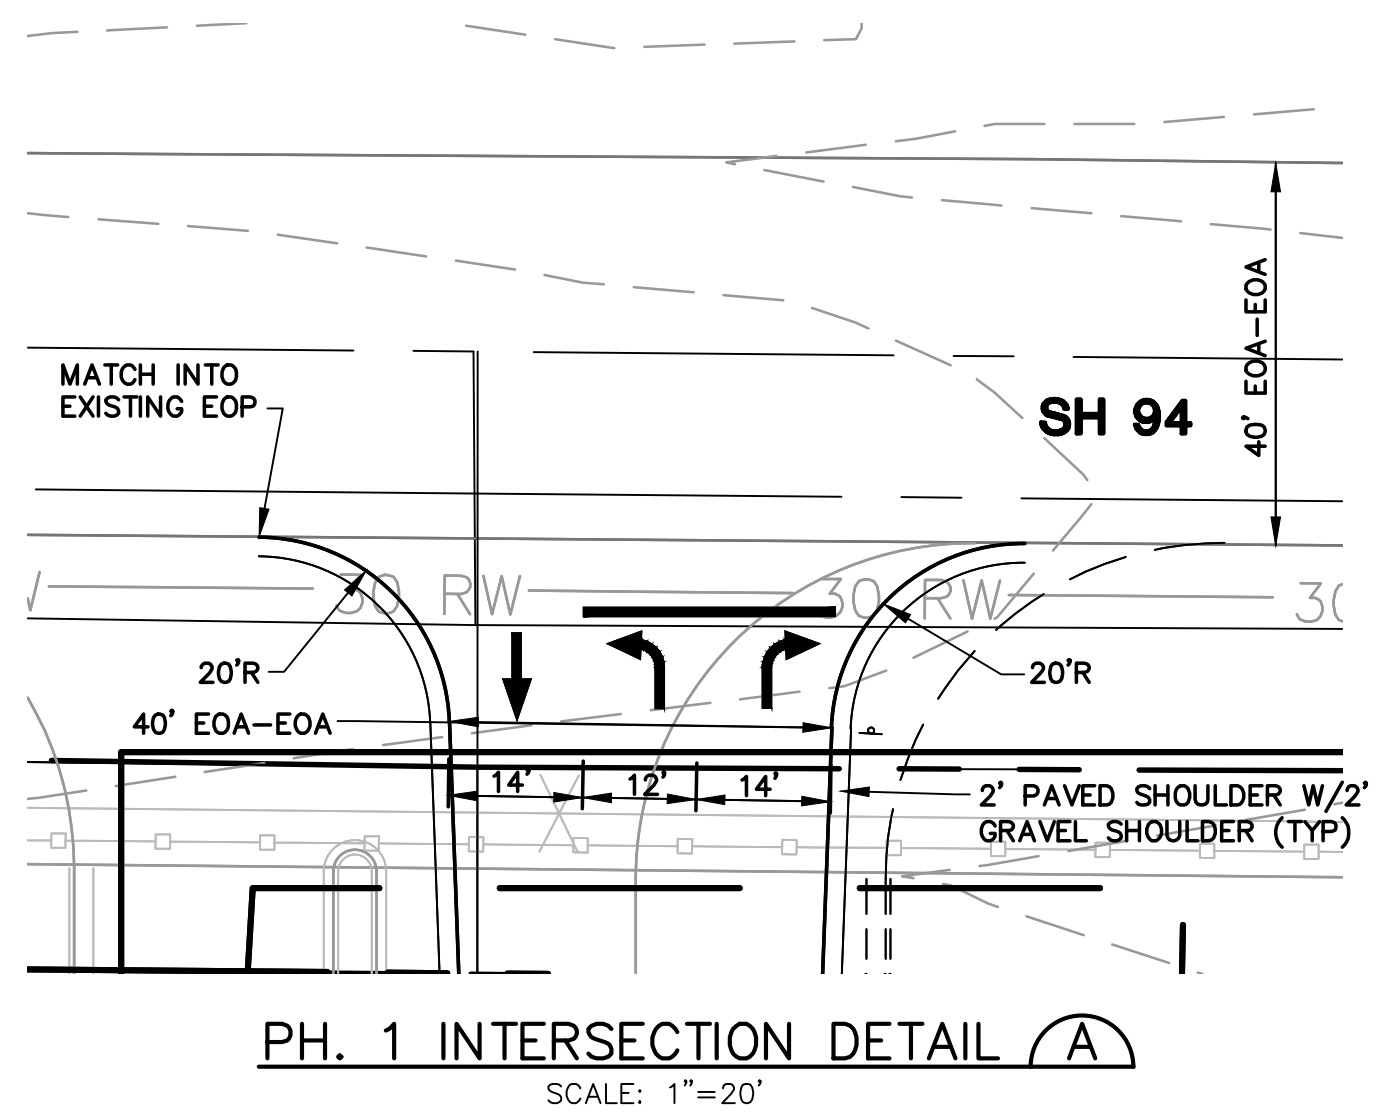 MATCH INTO
EXISTING EOP
SH 94
40' EOA-EOA
30 RW
30 RW
30
20'R
20'R
40' EOA-EOA
14'
12'
14'
2' PAVED SHOULDER W/2'
GRAVEL SHOULDER (TYP)
PH. 1 INTERSECTION DETAIL A
SCALE: 1"=20'